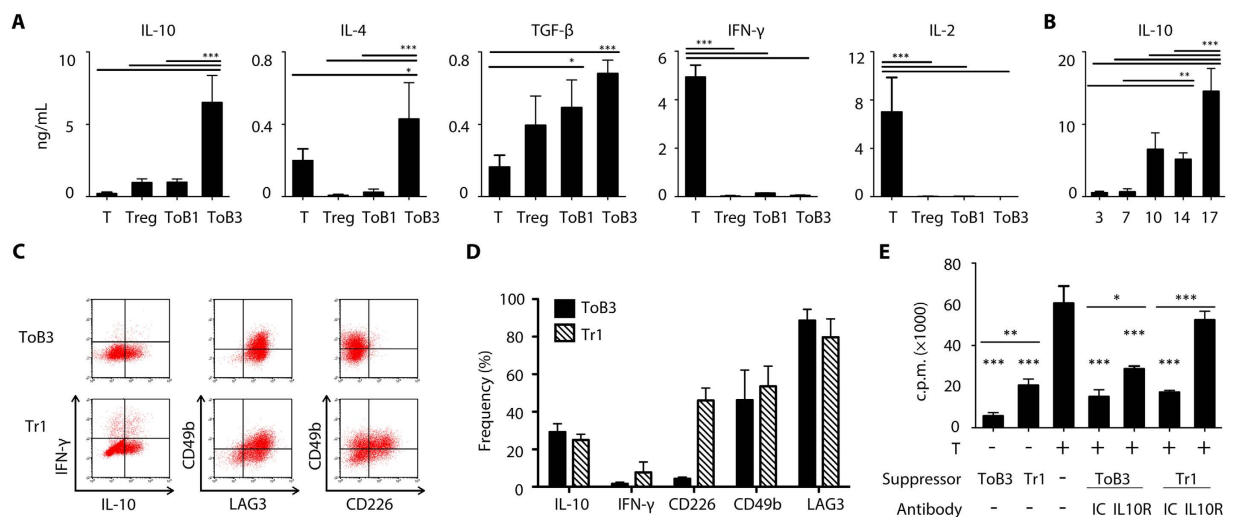 A
IL-10
IL-4
TGF-β
IFN-γ
IL-2
B
IL-10
ng/mL
10
5
0
***
T Treg ToB1 ToB3
0.8
0.4
0
***
*
T Treg ToB1 ToB3
0.8
0.4
0
***
*
T Treg ToB1 ToB3
6
4
2
0
***
T Treg ToB1 ToB3
12
9
6
3
0
***
T Treg ToB1 ToB3
20
10
0
***
**
3 7 10 14 17
C
ToB3
Tr1
IFN-γ
IL-10
CD49b
LAG3
CD49b
CD226
D
Frequency (%)
100
80
60
40
20
0
ToB3
Tr1
IL-10 IFN-γ CD226 CD49b LAG3
E
c.p.m. (×1000)
80
60
40
20
0
* ***
** ***
*** *** *** ***
T - - + + + + +
Suppressor ToB3 Tr1 - ToB3 Tr1
Antibody - - - IC IL10R IC IL10R